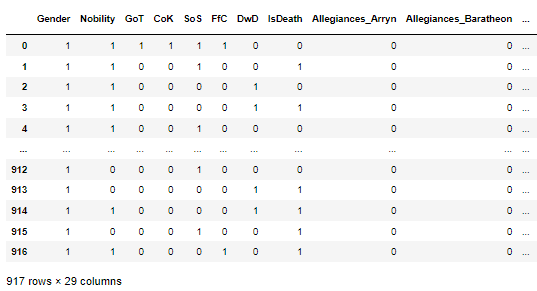 Gender Nobility GoT CoK SoS FfC DwD IsDeath Allegiances_Arryn Allegiances_Baratheon ...
0 1 1 1 1 1 1 0 0 0 0 ...
1 1 1 0 0 1 0 0 1 0 0 ...
2 1 1 0 0 0 0 1 0 0 0 ...
3 1 1 0 0 0 0 1 1 0 0 ...
4 1 1 0 0 1 0 0 0 0 0 ...
... ... ... ... ... ... ... ... ... ... ... ...
912 1 0 0 0 1 0 0 0 0 0 ...
913 1 0 0 0 0 0 1 1 0 0 ...
914 1 1 0 0 0 0 1 1 0 0 ...
915 1 0 0 0 1 0 0 1 0 0 ...
916 1 1 0 0 0 1 0 1 0 0 ...
917 rows × 29 columns